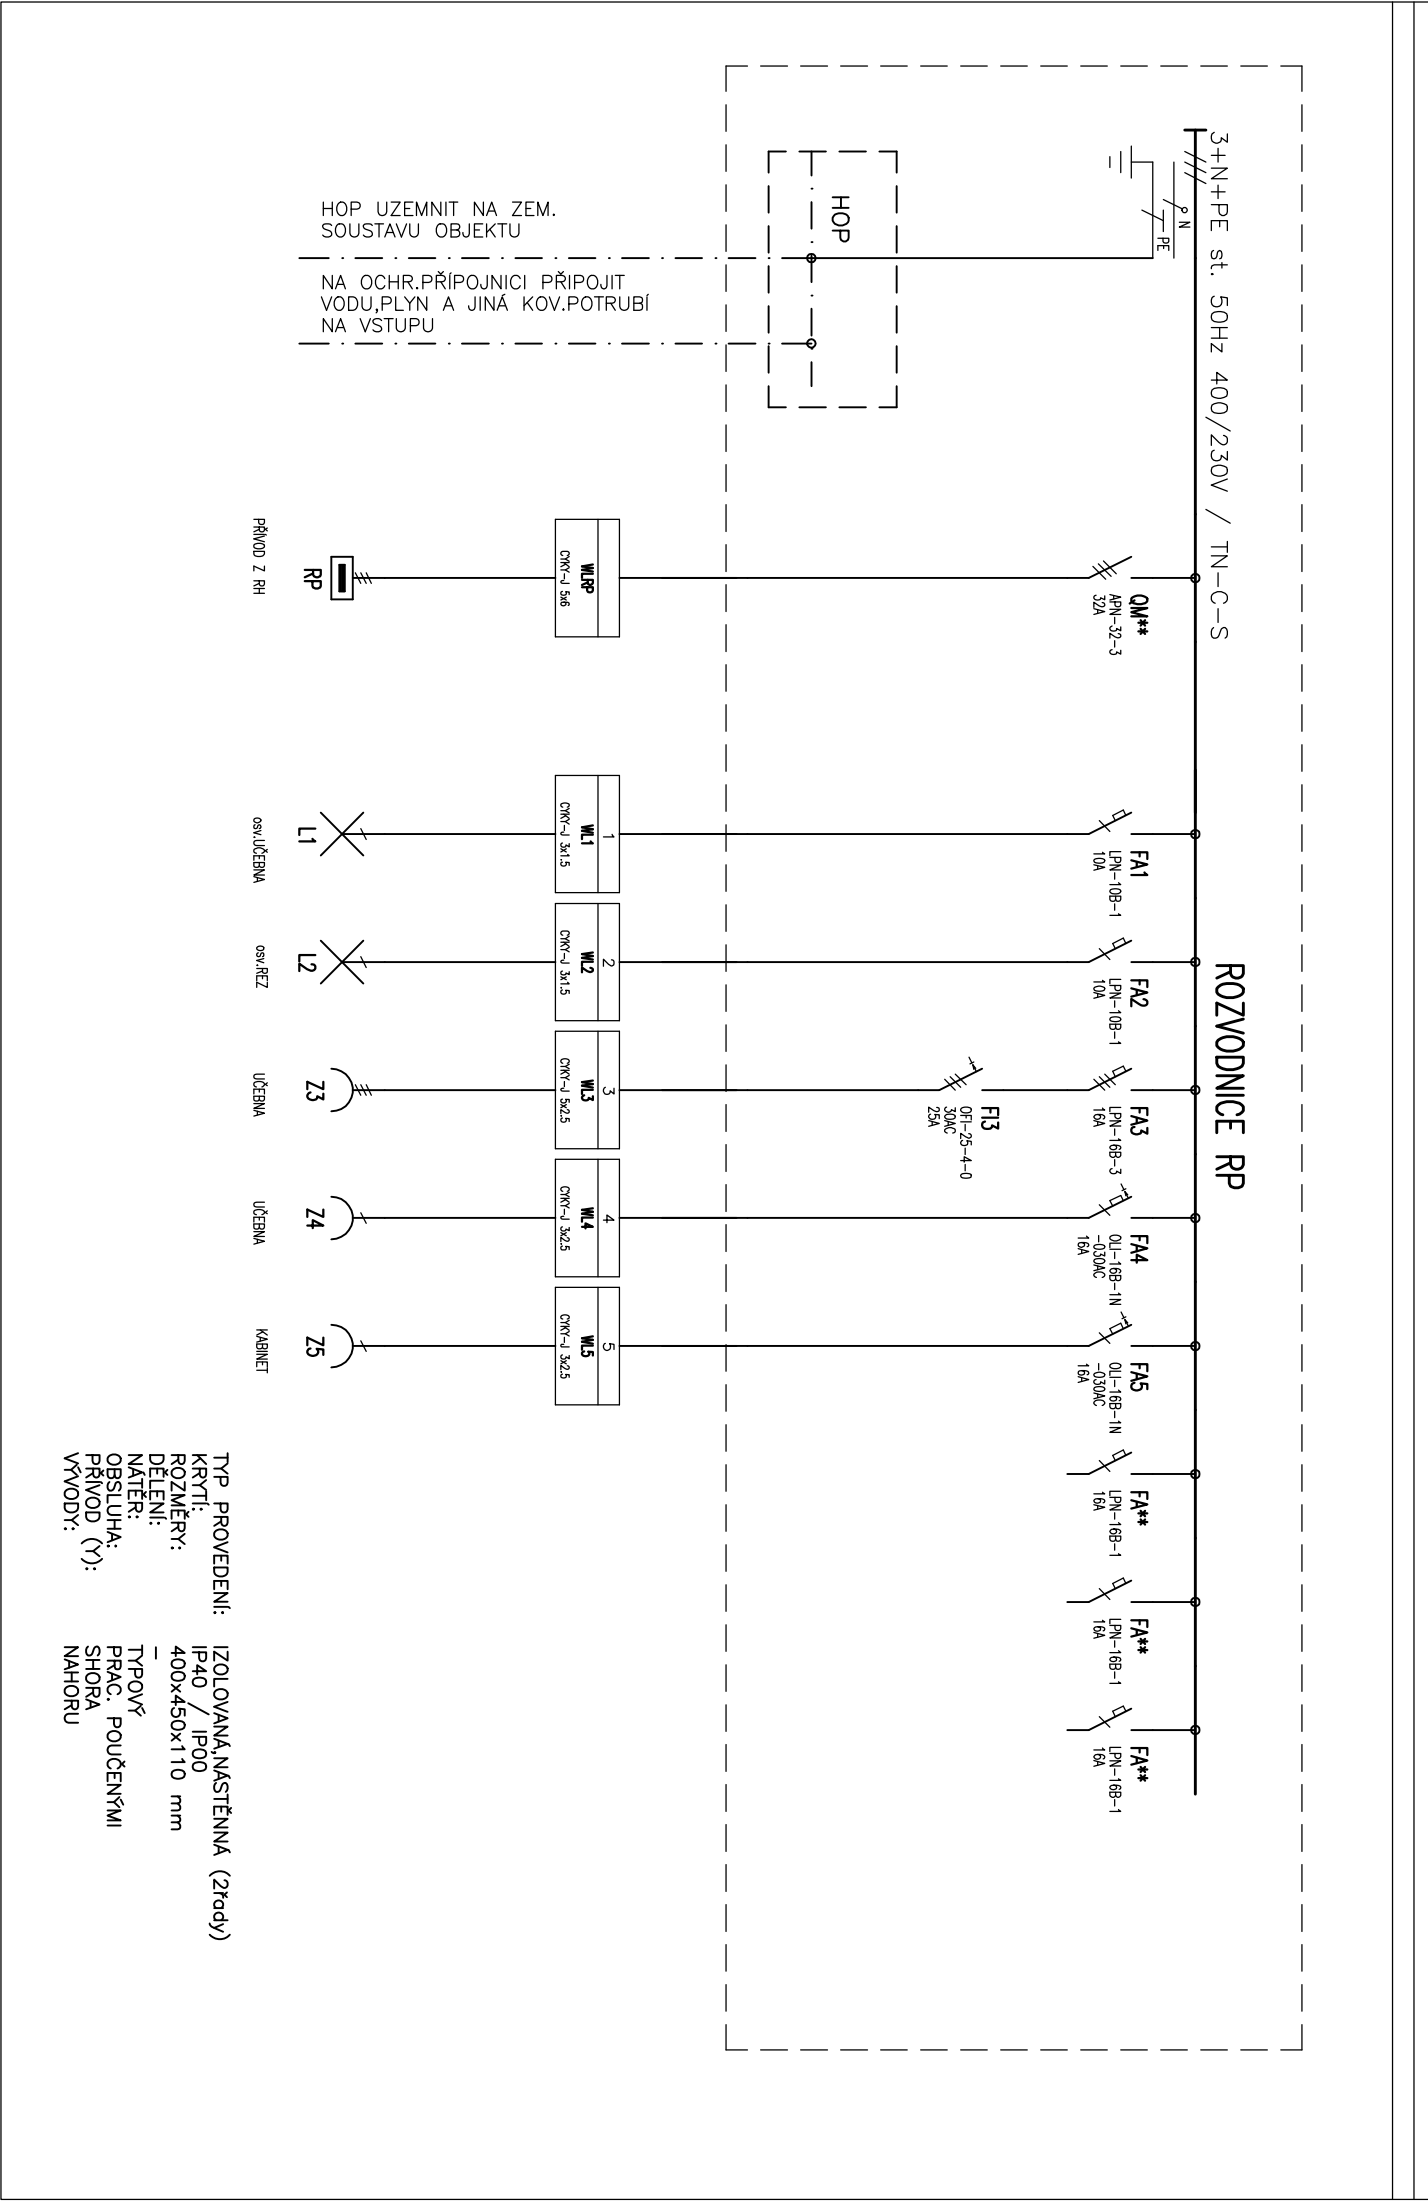 ROZVODNICE RP
3+N+PE st. 50Hz 400/230V / TN-C-S
N
PE
HOP
HOP UZEMNIT NA ZEM.
SOUSTAVU OBJEKTU
NA OCHR.PŘÍPOJNICI PŘIPOJIT
VODU,PLYN A JINÁ KOV.POTRUBÍ
NA VSTUPU
QM**
APN-32-3
32A
WLRP
CYKY-J 5x6
RP
PŘÍVOD Z RH
FA1
LPN-10B-1
10A
1
WL1
CYKY-J 3x1.5
L1
osv.UČEBNA
FA2
LPN-10B-1
10A
2
WL2
CYKY-J 3x1.5
L2
osv.REZ
FA3
LPN-16B-3
16A
FI3
OFI-25-4-0
30AC
25A
3
WL3
CYKY-J 5x2.5
Z3
UČEBNA
FA4
OLI-16B-1N
-030AC
16A
4
WL4
CYKY-J 3x2.5
Z4
UČEBNA
FA5
OLI-16B-1N
-030AC
16A
5
WL5
CYKY-J 3x2.5
Z5
KABINET
FA**
LPN-16B-1
16A
FA**
LPN-16B-1
16A
FA**
LPN-16B-1
16A
TYP PROVEDENÍ: IZOLOVANÁ,NÁSTĚNNÁ (2řady)
KRYTÍ: IP40 / IP00
ROZMĚRY: 400x450x110 mm
DĚLENÍ: -
NÁTĚR: TYPOVÝ
OBSLUHA: PRAC. POUČENÝMI
PŘÍVOD (Y): SHORA
VÝVODY: NAHORU